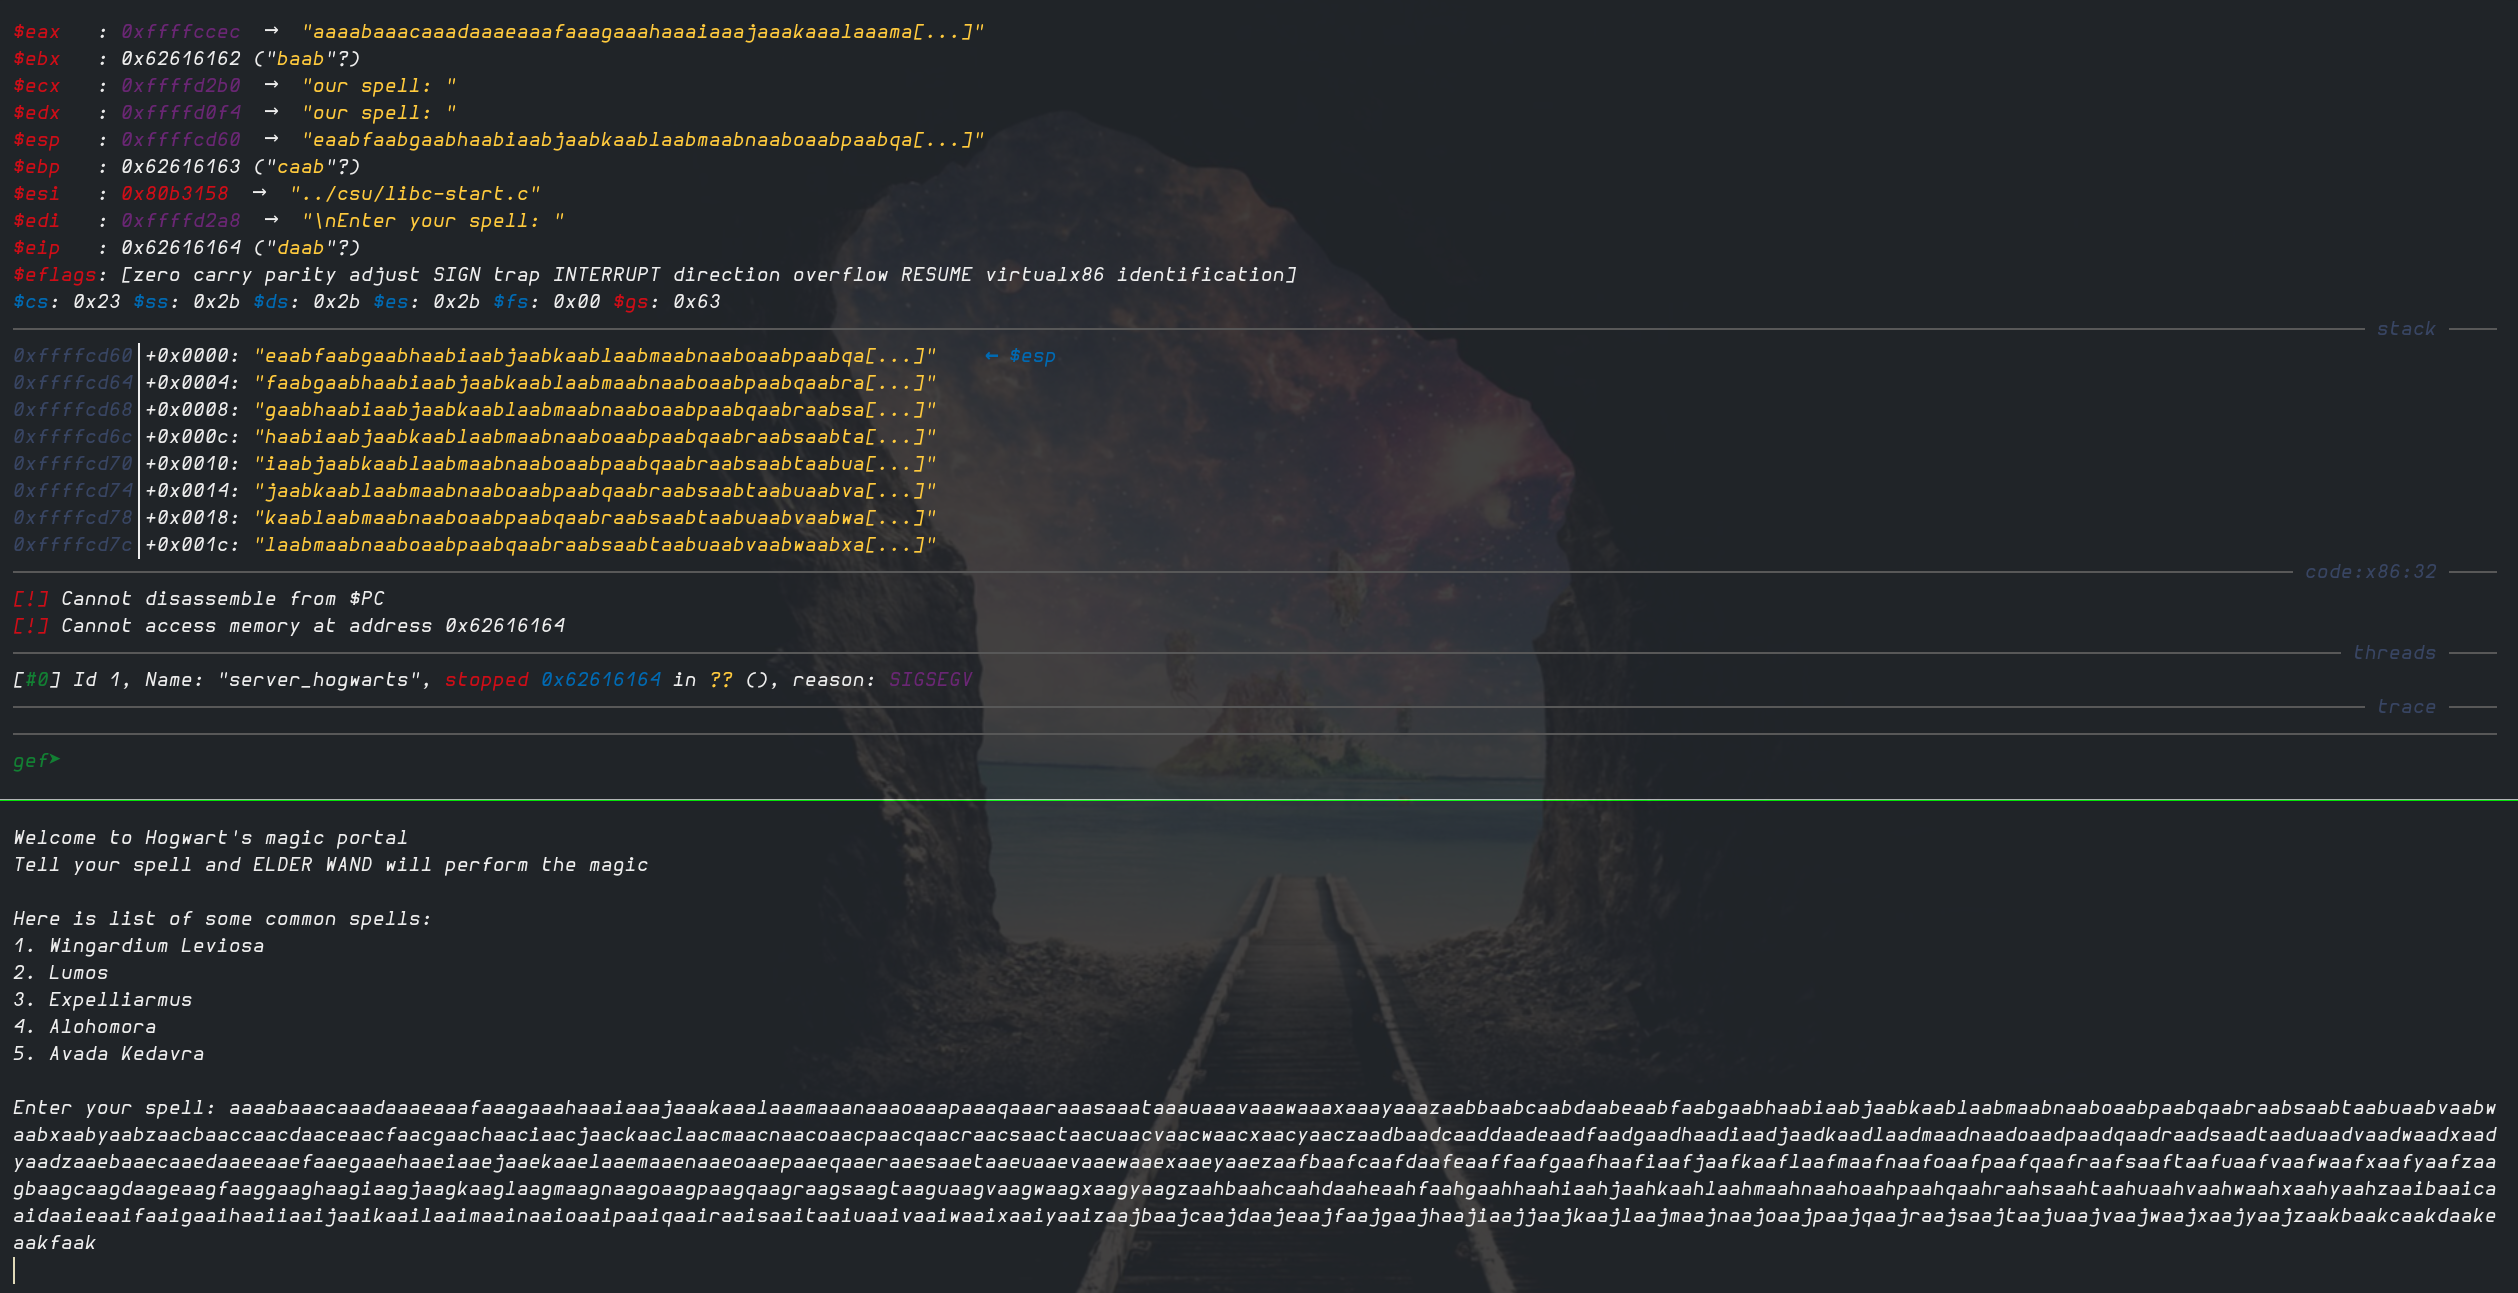 $eax   : 0xffffccec  →  "aaaabaaacaaadaaaeaaafaaagaaahaaaiaaajaaakaaalaaama[...]"
$ebx   : 0x62616162 ("baab"?)
$ecx   : 0xffffd2b0  →  "our spell: "
$edx   : 0xffffd0f4  →  "our spell: "
$esp   : 0xffffcd60  →  "eaabfaabgaabhaabiaabjaabkaablaabmaabnaaboaabpaabqa[...]"
$ebp   : 0x62616163 ("caab"?)
$esi   : 0x80b3158  →  "../csu/libc-start.c"
$edi   : 0xffffd2a8  →  "\nEnter your spell: "
$eip   : 0x62616164 ("daab"?)
$eflags: [zero carry parity adjust SIGN trap INTERRUPT direction overflow RESUME virtualx86 identification]
$cs: 0x23 $ss: 0x2b $ds: 0x2b $es: 0x2b $fs: 0x00 $gs: 0x63
stack
0xffffcd60│+0x0000: "eaabfaabgaabhaabiaabjaabkaablaabmaabnaaboaabpaabqa[...]"    ← $esp
0xffffcd64│+0x0004: "faabgaabhaabiaabjaabkaablaabmaabnaaboaabpaabqaabra[...]"
0xffffcd68│+0x0008: "gaabhaabiaabjaabkaablaabmaabnaaboaabpaabqaabraabsa[...]"
0xffffcd6c│+0x000c: "haabiaabjaabkaablaabmaabnaaboaabpaabqaabraabsaabta[...]"
0xffffcd70│+0x0010: "iaabjaabkaablaabmaabnaaboaabpaabqaabraabsaabtaabua[...]"
0xffffcd74│+0x0014: "jaabkaablaabmaabnaaboaabpaabqaabraabsaabtaabuaabva[...]"
0xffffcd78│+0x0018: "kaablaabmaabnaaboaabpaabqaabraabsaabtaabuaabvaabwa[...]"
0xffffcd7c│+0x001c: "laabmaabnaaboaabpaabqaabraabsaabtaabuaabvaabwaabxa[...]"
code:x86:32
[!] Cannot disassemble from $PC
[!] Cannot access memory at address 0x62616164
threads
[#0] Id 1, Name: "server_hogwarts", stopped 0x62616164 in ?? (), reason: SIGSEGV
trace
gef➤
Welcome to Hogwart's magic portal
Tell your spell and ELDER WAND will perform the magic
Here is list of some common spells:
1. Wingardium Leviosa
2. Lumos
3. Expelliarmus
4. Alohomora
5. Avada Kedavra
Enter your spell: aaaabaaacaaadaaaeaaafaaagaaahaaaiaaajaaakaaalaaamaaanaaaoaaapaaaqaaaraaasaaataaauaaavaaawaaaxaaayaaazaabbaabcaabdaabeaabfaabgaabhaabiaabjaabkaablaabmaabnaaboaabpaabqaabraabsaabtaabuaabvaabw
aabxaabyaabzaacbaaccaacdaaceaacfaacgaachaaciaacjaackaaclaacmaacnaacoaacpaacqaacraacsaactaacuaacvaacwaacxaacyaaczaadbaadcaaddaadeaadfaadgaadhaadiaadjaadkaadlaadmaadnaadoaadpaadqaadraadsaadtaaduaadvaadwaadxaad
yaadzaaebaaecaaedaaeeaaefaaegaaehaaeiaaejaaekaaelaaemaaenaaeoaaepaaeqaaeraaesaaetaaeuaaevaaewaaexaaeyaaezaafbaafcaafdaafeaaffaafgaafhaafiaafjaafkaaflaafmaafnaafoaafpaafqaafraafsaaftaafuaafvaafwaafxaafyaafzaa
gbaagcaagdaageaagfaaggaaghaagiaagjaagkaaglaagmaagnaagoaagpaagqaagraagsaagtaaguaagvaagwaagxaagyaagzaahbaahcaahdaaheaahfaahgaahhaahiaahjaahkaahlaahmaahnaahoaahpaahqaahraahsaahtaahuaahvaahwaahxaahyaahzaaibaaica
aidaaieaaifaaigaaihaaiiaaijaaikaailaaimaainaaioaaipaaiqaairaaisaaitaaiuaaivaaiwaaixaaiyaaizaajbaajcaajdaajeaajfaajgaajhaajiaajjaajkaajlaajmaajnaajoaajpaajqaajraajsaajtaajuaajvaajwaajxaajyaajzaakbaakcaakdaake
aakfaak